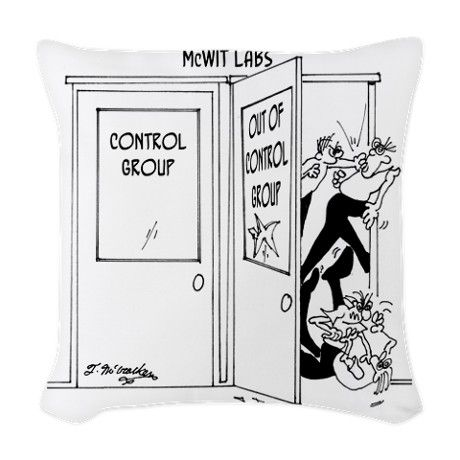 McWIT LABS
CONTROL
GROUP
OUT OF
CONTROL
GROUP